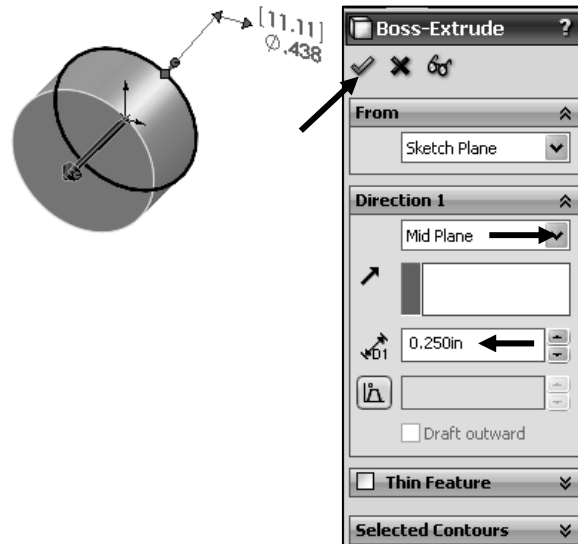 [11.11]
Ø.438
Boss-Extrude ?
From
Sketch Plane
Direction 1
Mid Plane
D1
0.250in
Draft outward
Thin Feature
Selected Contours